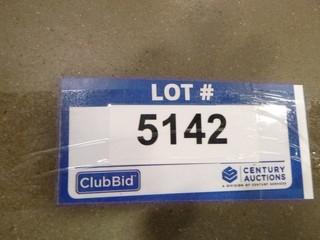 LOT #
5142
ClubBid
CENTURY
AUCTIONS
A DIVISION OF CENTURY SERVICES